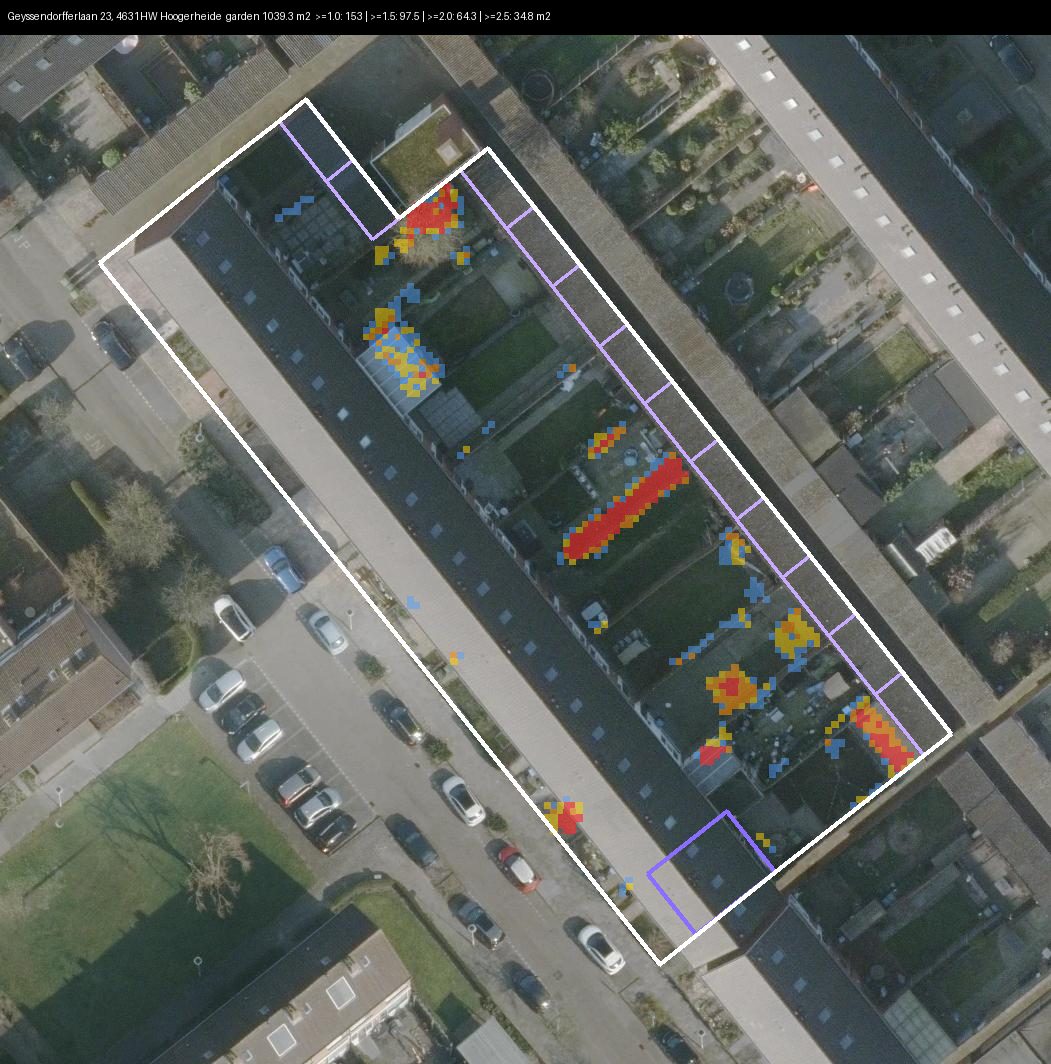 Geyssendorfferlaan 23, 4631HW Hoogerheide  garden 1039.3 m2  >=1.0: 153 | >=1.5: 97.5 | >=2.0: 64.3 | >=2.5: 34.8 m2